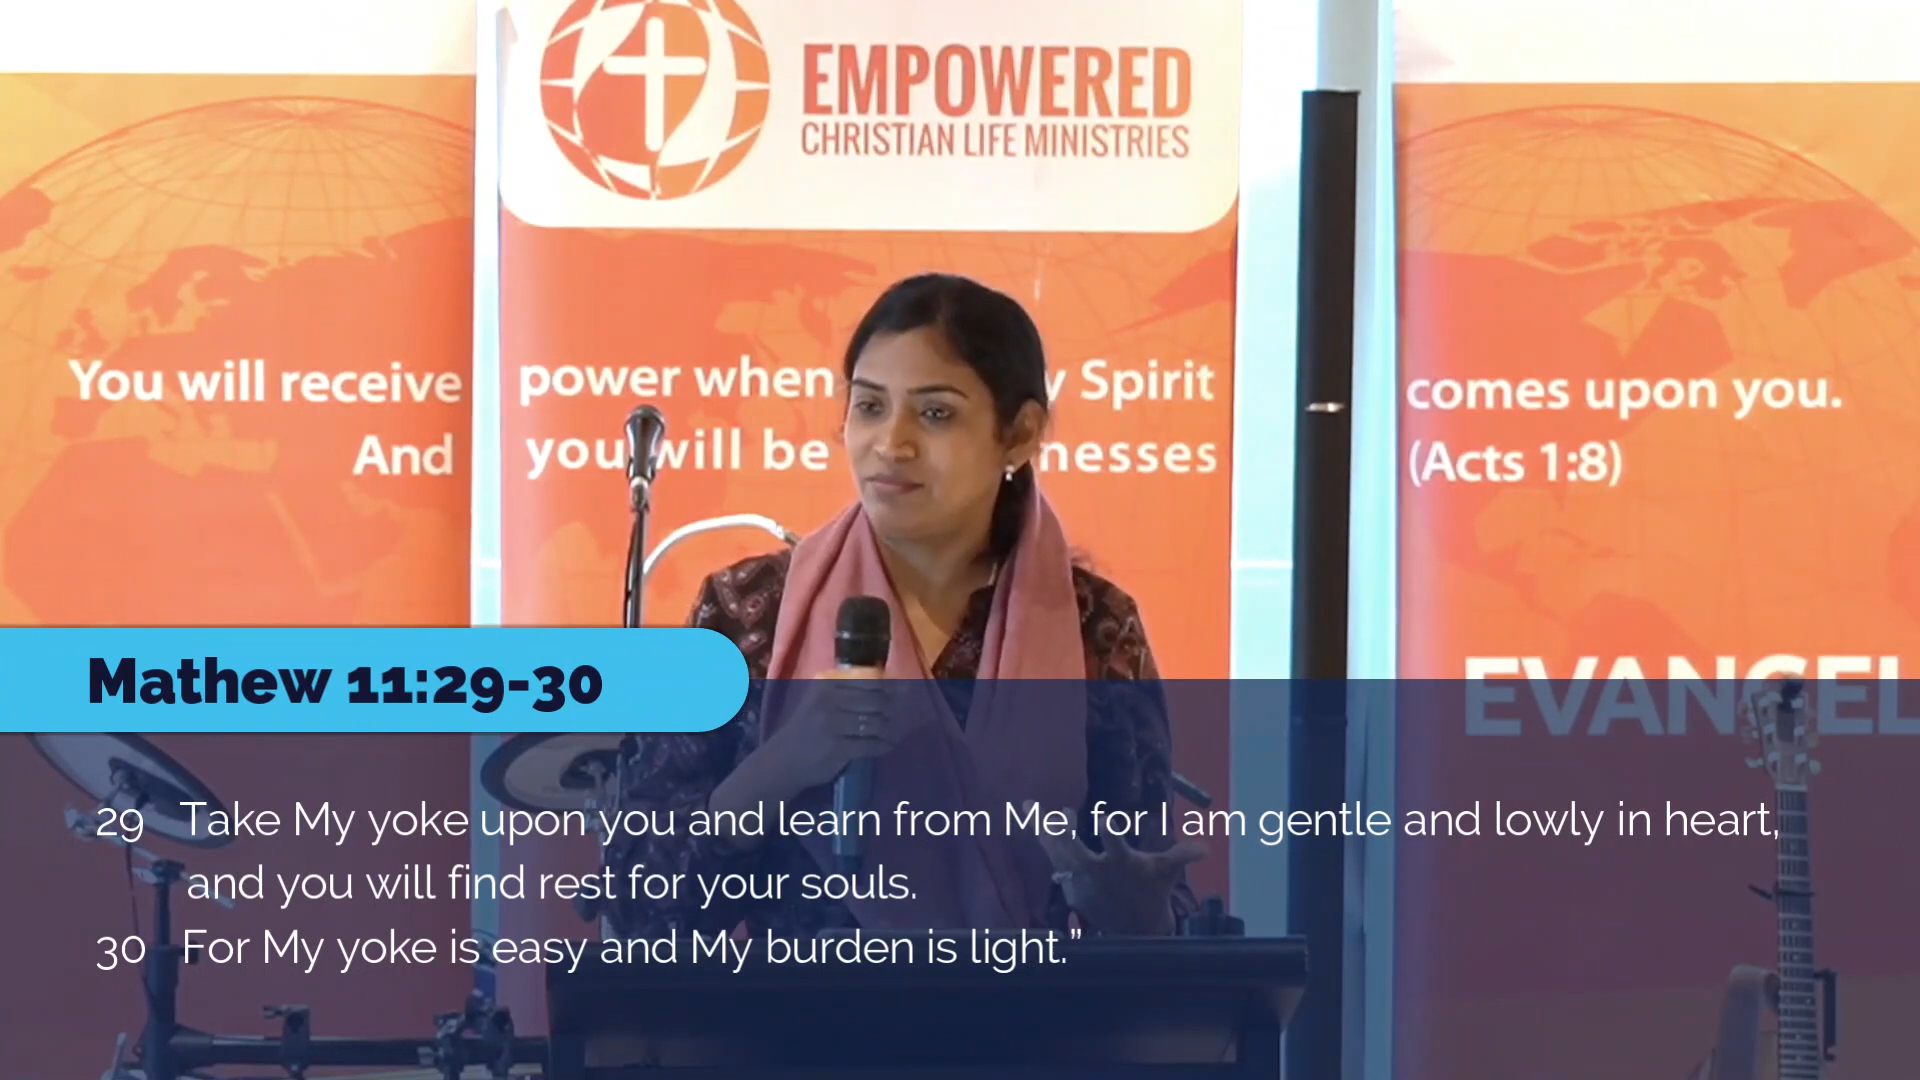 EMPOWERED
CHRISTIAN LIFE MINISTRIES
You will receive power when y Spirit comes upon you.
And you will be nesses (Acts 1:8)
EVANGEL
Mathew 11:29-30
29 Take My yoke upon you and learn from Me, for I am gentle and lowly in heart,
and you will find rest for your souls.
30 For My yoke is easy and My burden is light.”